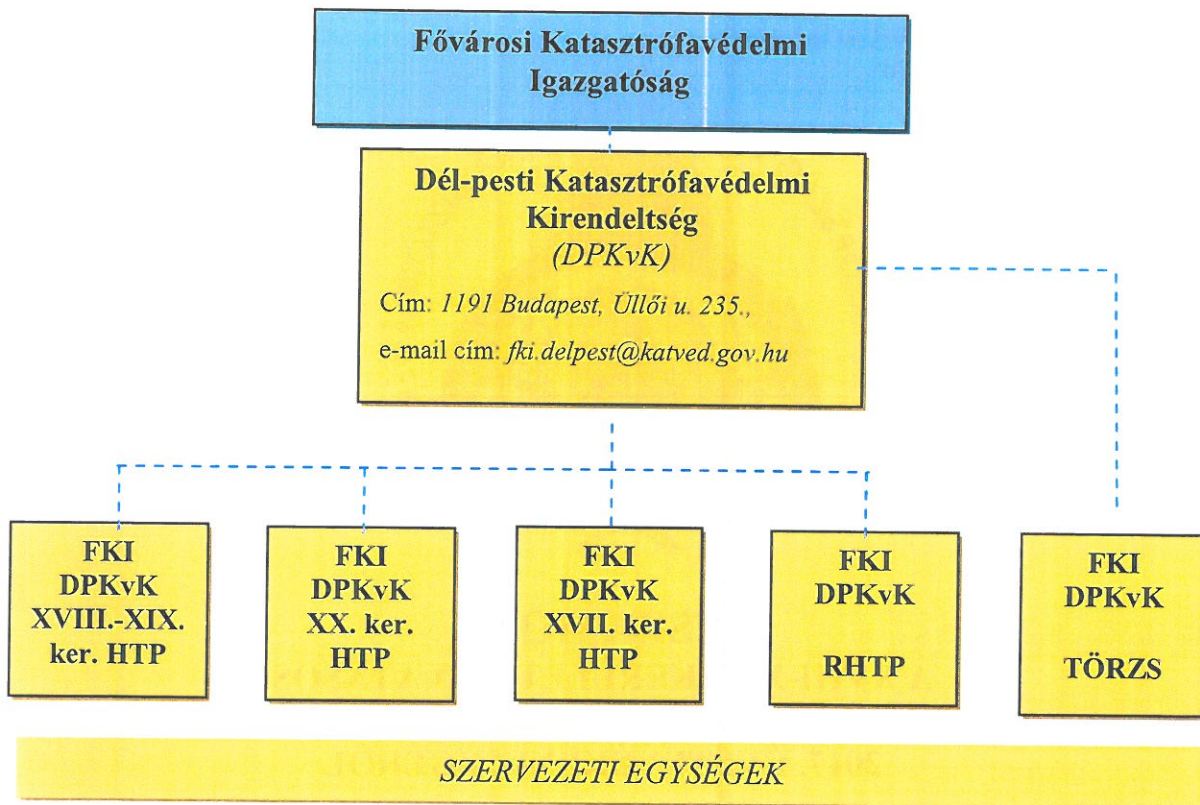 Fővárosi Katasztrófavédelmi
Igazgatóság
Dél-pesti Katasztrófavédelmi
Kirendeltség
(DPKvK)
Cím: 1191 Budapest, Üllői u. 235.,
e-mail cím: fki.delpest@katved.gov.hu
FKI
DPKvK
XVIII.-XIX.
ker. HTP
FKI
DPKvK
XX. ker.
HTP
FKI
DPKvK
XVII. ker.
HTP
FKI
DPKvK
RHTP
FKI
DPKvK
TÖRZS
SZERVEZETI EGYSÉGEK